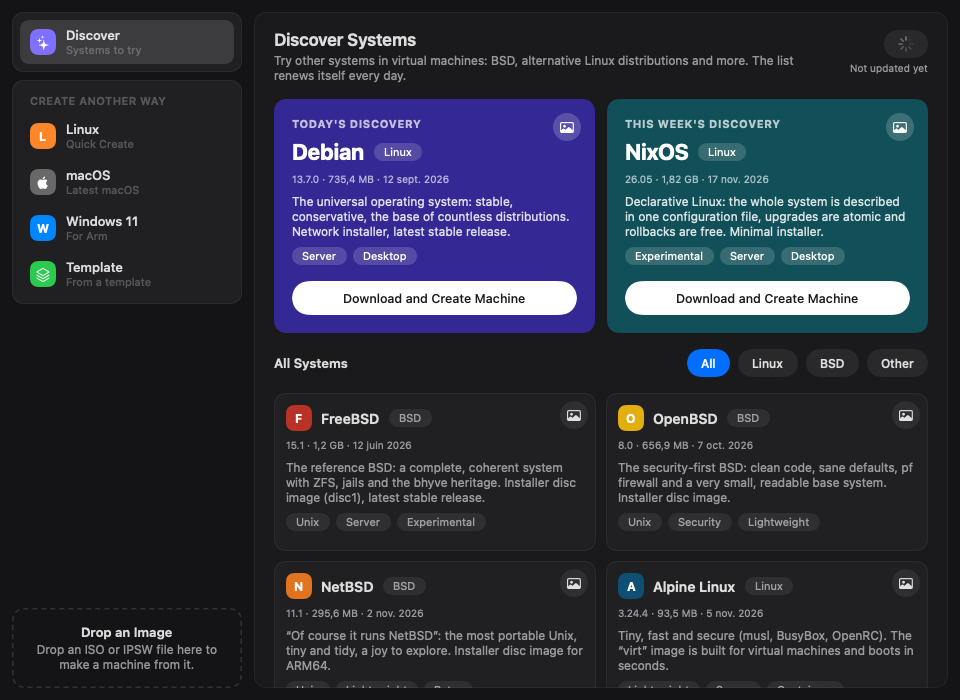 Discover
Systems to try
CREATE ANOTHER WAY
L
Linux
Quick Create
macOS
Latest macOS
W
Windows 11
For Arm
Template
From a template
Drop an Image
Drop an ISO or IPSW file here to
make a machine from it.
Discover Systems
Try other systems in virtual machines: BSD, alternative Linux distributions and more. The list
renews itself every day.
Not updated yet
TODAY'S DISCOVERY
Debian Linux
13.7.0 · 735,4 MB · 12 sept. 2026
The universal operating system: stable,
conservative, the base of countless distributions.
Network installer, latest stable release.
Server Desktop
Download and Create Machine
THIS WEEK'S DISCOVERY
NixOS Linux
26.05 · 1,82 GB · 17 nov. 2026
Declarative Linux: the whole system is described
in one configuration file, upgrades are atomic and
rollbacks are free. Minimal installer.
Experimental Server Desktop
Download and Create Machine
All Systems
All Linux BSD Other
F FreeBSD BSD
15.1 · 1,2 GB · 12 juin 2026
The reference BSD: a complete, coherent system
with ZFS, jails and the bhyve heritage. Installer disc
image (disc1), latest stable release.
Unix Server Experimental
O OpenBSD BSD
8.0 · 656,9 MB · 7 oct. 2026
The security-first BSD: clean code, sane defaults, pf
firewall and a very small, readable base system.
Installer disc image.
Unix Security Lightweight
N NetBSD BSD
11.1 · 295,6 MB · 2 nov. 2026
“Of course it runs NetBSD”: the most portable Unix,
tiny and tidy, a joy to explore. Installer disc image for
ARM64.
A Alpine Linux Linux
3.24.4 · 93,5 MB · 5 nov. 2026
Tiny, fast and secure (musl, BusyBox, OpenRC). The
“virt” image is built for virtual machines and boots in
seconds.